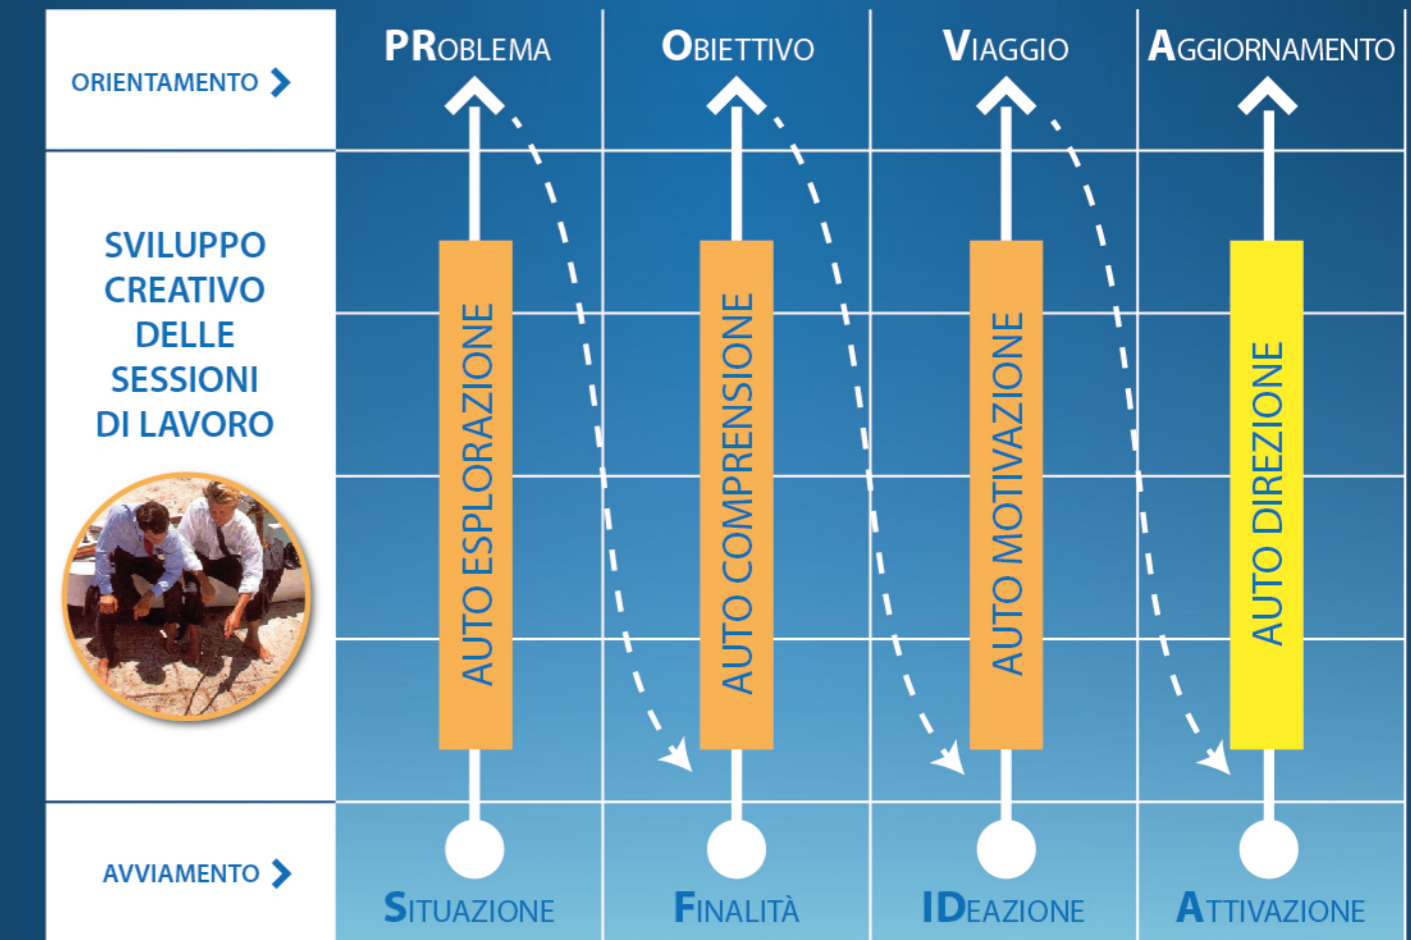 ORIENTAMENTO
PROBLEMA
OBIETTIVO
VIAGGIO
AGGIORNAMENTO
SVILUPPO
CREATIVO
DELLE
SESSIONI
DI LAVORO
AUTO ESPLORAZIONE
AUTO COMPRENSIONE
AUTO MOTIVAZIONE
AUTO DIREZIONE
AVVIAMENTO
SITUAZIONE
FINALITÀ
IDEAZIONE
ATTIVAZIONE